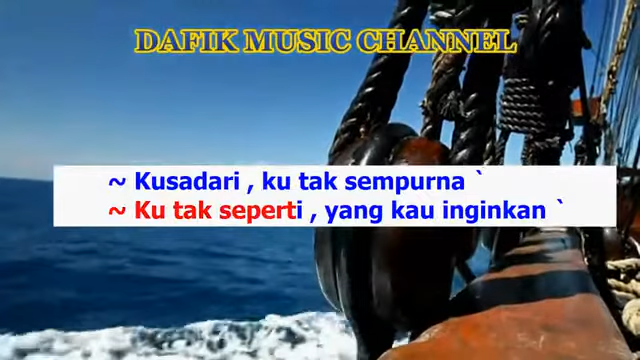 DAFIK MUSIC CHANNEL
~ Kusadari , ku tak sempurna `
~ Ku tak seperti , yang kau inginkan `